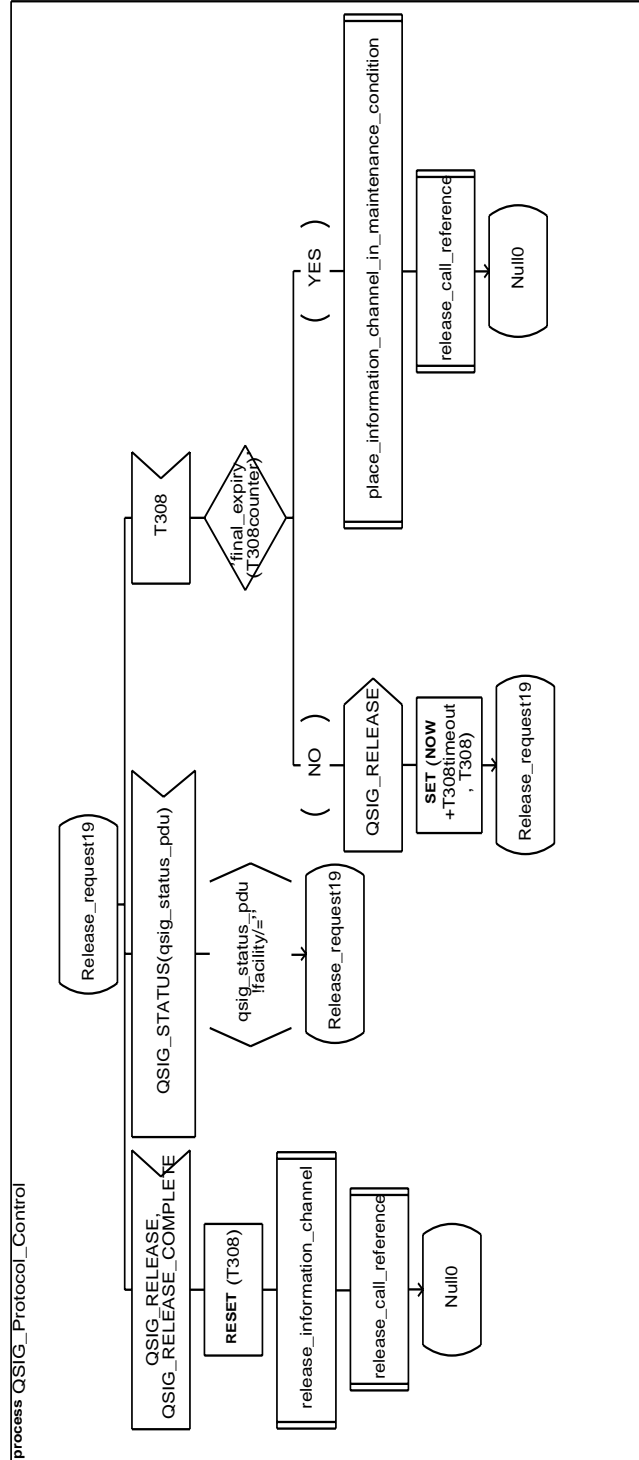 process QSIG_Protocol_Control
Release_request19
QSIG_RELEASE,
QSIG_RELEASE_COMPLETE
RESET (T308)
release_information_channel
release_call_reference
Null0
QSIG_STATUS(qsig_status_pdu)
qsig_status_pdu
!facility/=''
Release_request19
T308
'final_expiry
(T308counter)'
( NO )
QSIG_RELEASE
SET (NOW
+T308timeout
, T308)
Release_request19
( YES )
place_information_channel_in_maintenance_condition
release_call_reference
Null0